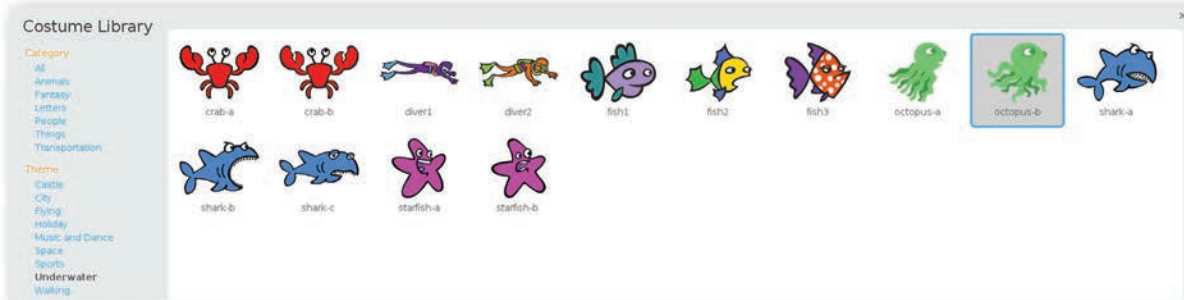 Costume Library
Category
All
Animals
Fantasy
Letters
People
Things
Transportation
Theme
Castle
City
Flying
Holiday
Music and Dance
Space
Sports
Underwater
Walking
crab-a crab-b diver1 diver2 fish1 fish2 fish3 octopus-a octopus-b shark-a
shark-b shark-c starfish-a starfish-b